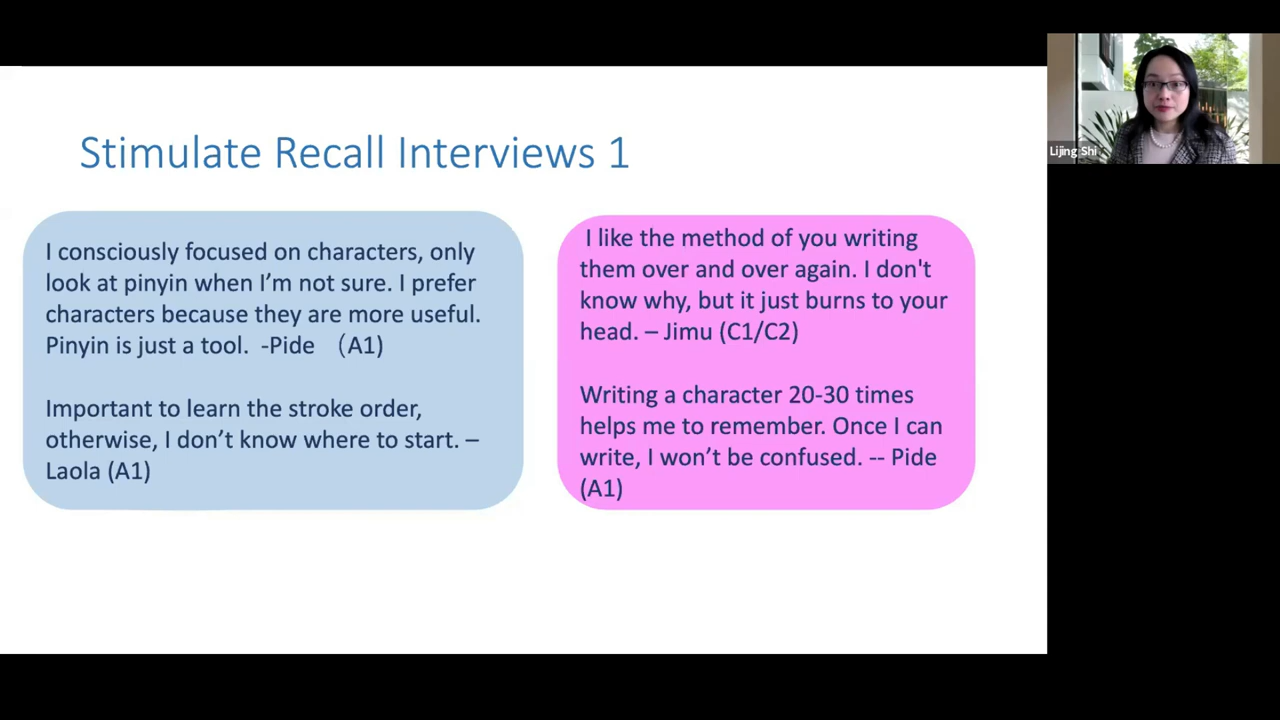 Stimulate Recall Interviews 1
I consciously focused on characters, only
look at pinyin when I’m not sure. I prefer
characters because they are more useful.
Pinyin is just a tool.  -Pide （A1)
Important to learn the stroke order,
otherwise, I don’t know where to start. –
Laola (A1)
I like the method of you writing
them over and over again. I don't
know why, but it just burns to your
head. – Jimu (C1/C2)
Writing a character 20-30 times
helps me to remember. Once I can
write, I won’t be confused. -- Pide
(A1)
Lijing Shi